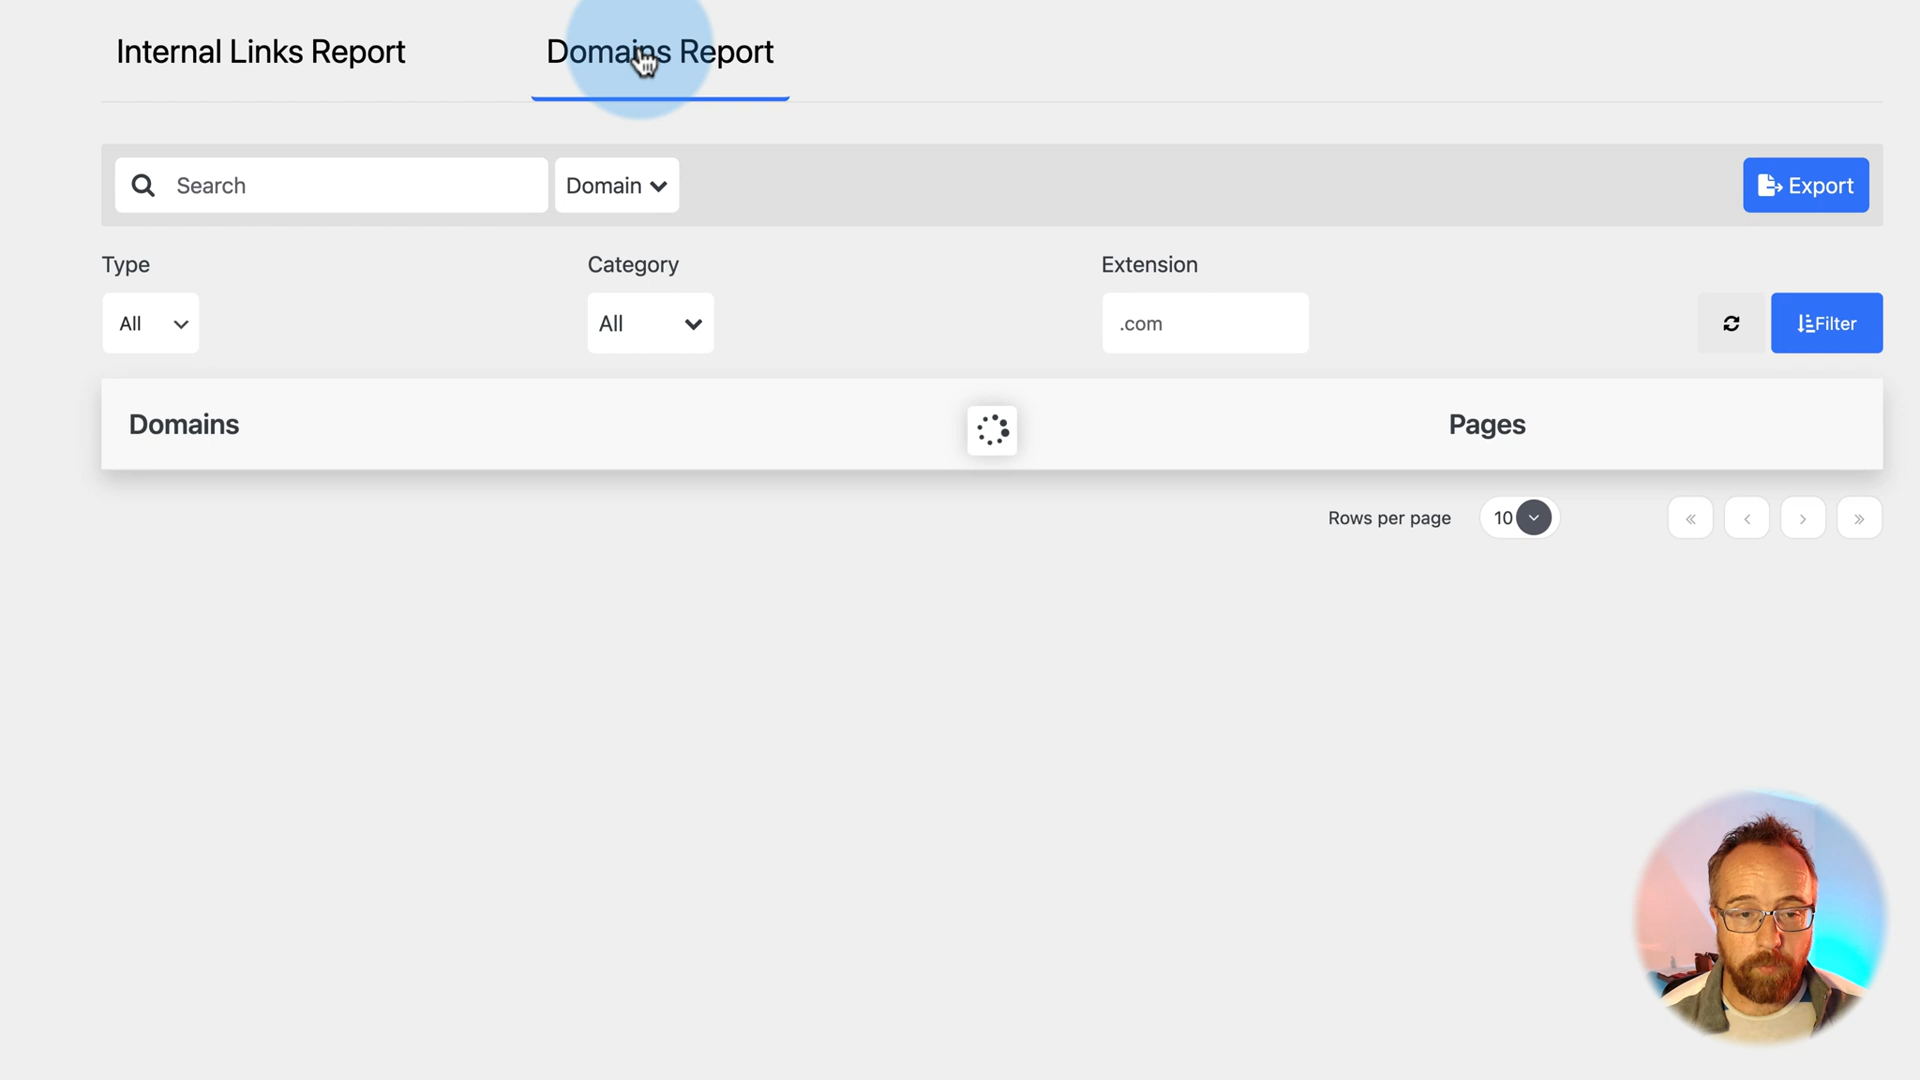 Internal Links Report
Domains Report
Search
Domain
Export
Type
Category
Extension
All
All
.com
Filter
Domains
Pages
Rows per page
10